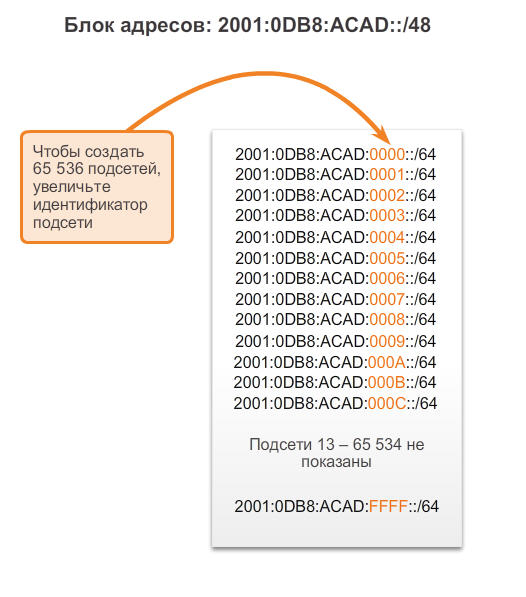 Блок адресов: 2001:0DB8:ACAD::/48
Чтобы создать
65 536 подсетей,
увеличьте
идентификатор
подсети
2001:0DB8:ACAD:0000::/64
2001:0DB8:ACAD:0001::/64
2001:0DB8:ACAD:0002::/64
2001:0DB8:ACAD:0003::/64
2001:0DB8:ACAD:0004::/64
2001:0DB8:ACAD:0005::/64
2001:0DB8:ACAD:0006::/64
2001:0DB8:ACAD:0007::/64
2001:0DB8:ACAD:0008::/64
2001:0DB8:ACAD:0009::/64
2001:0DB8:ACAD:000A::/64
2001:0DB8:ACAD:000B::/64
2001:0DB8:ACAD:000C::/64
Подсети 13 – 65 534 не
показаны
2001:0DB8:ACAD:FFFF::/64